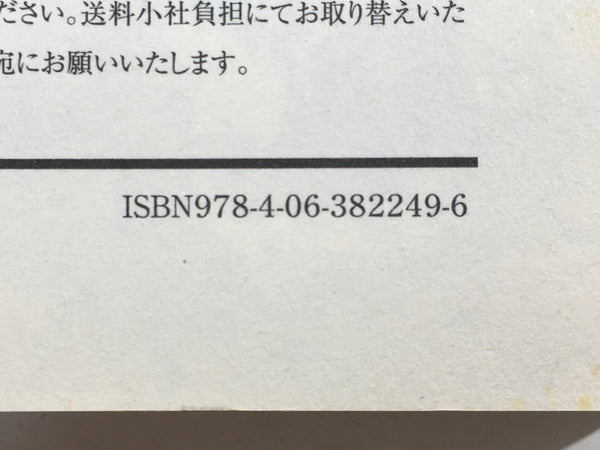 ださい。送料小社負担にてお取り替えいた
宛にお願いいたします。
ISBN978-4-06-382249-6